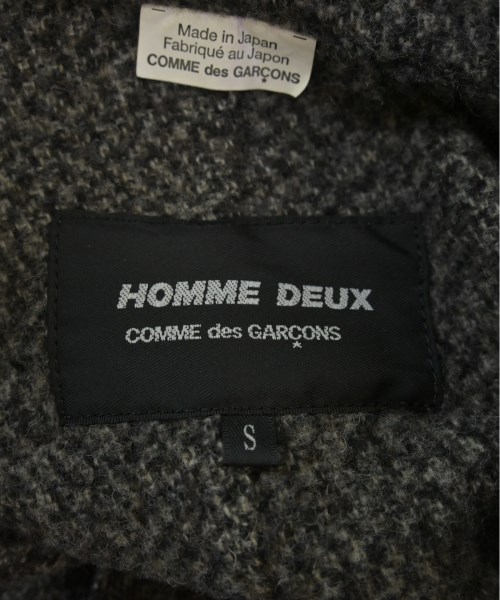 Made in Japan
Fabriqué au Japon
COMME des GARÇONS
HOMME DEUX
COMME des GARÇONS
S